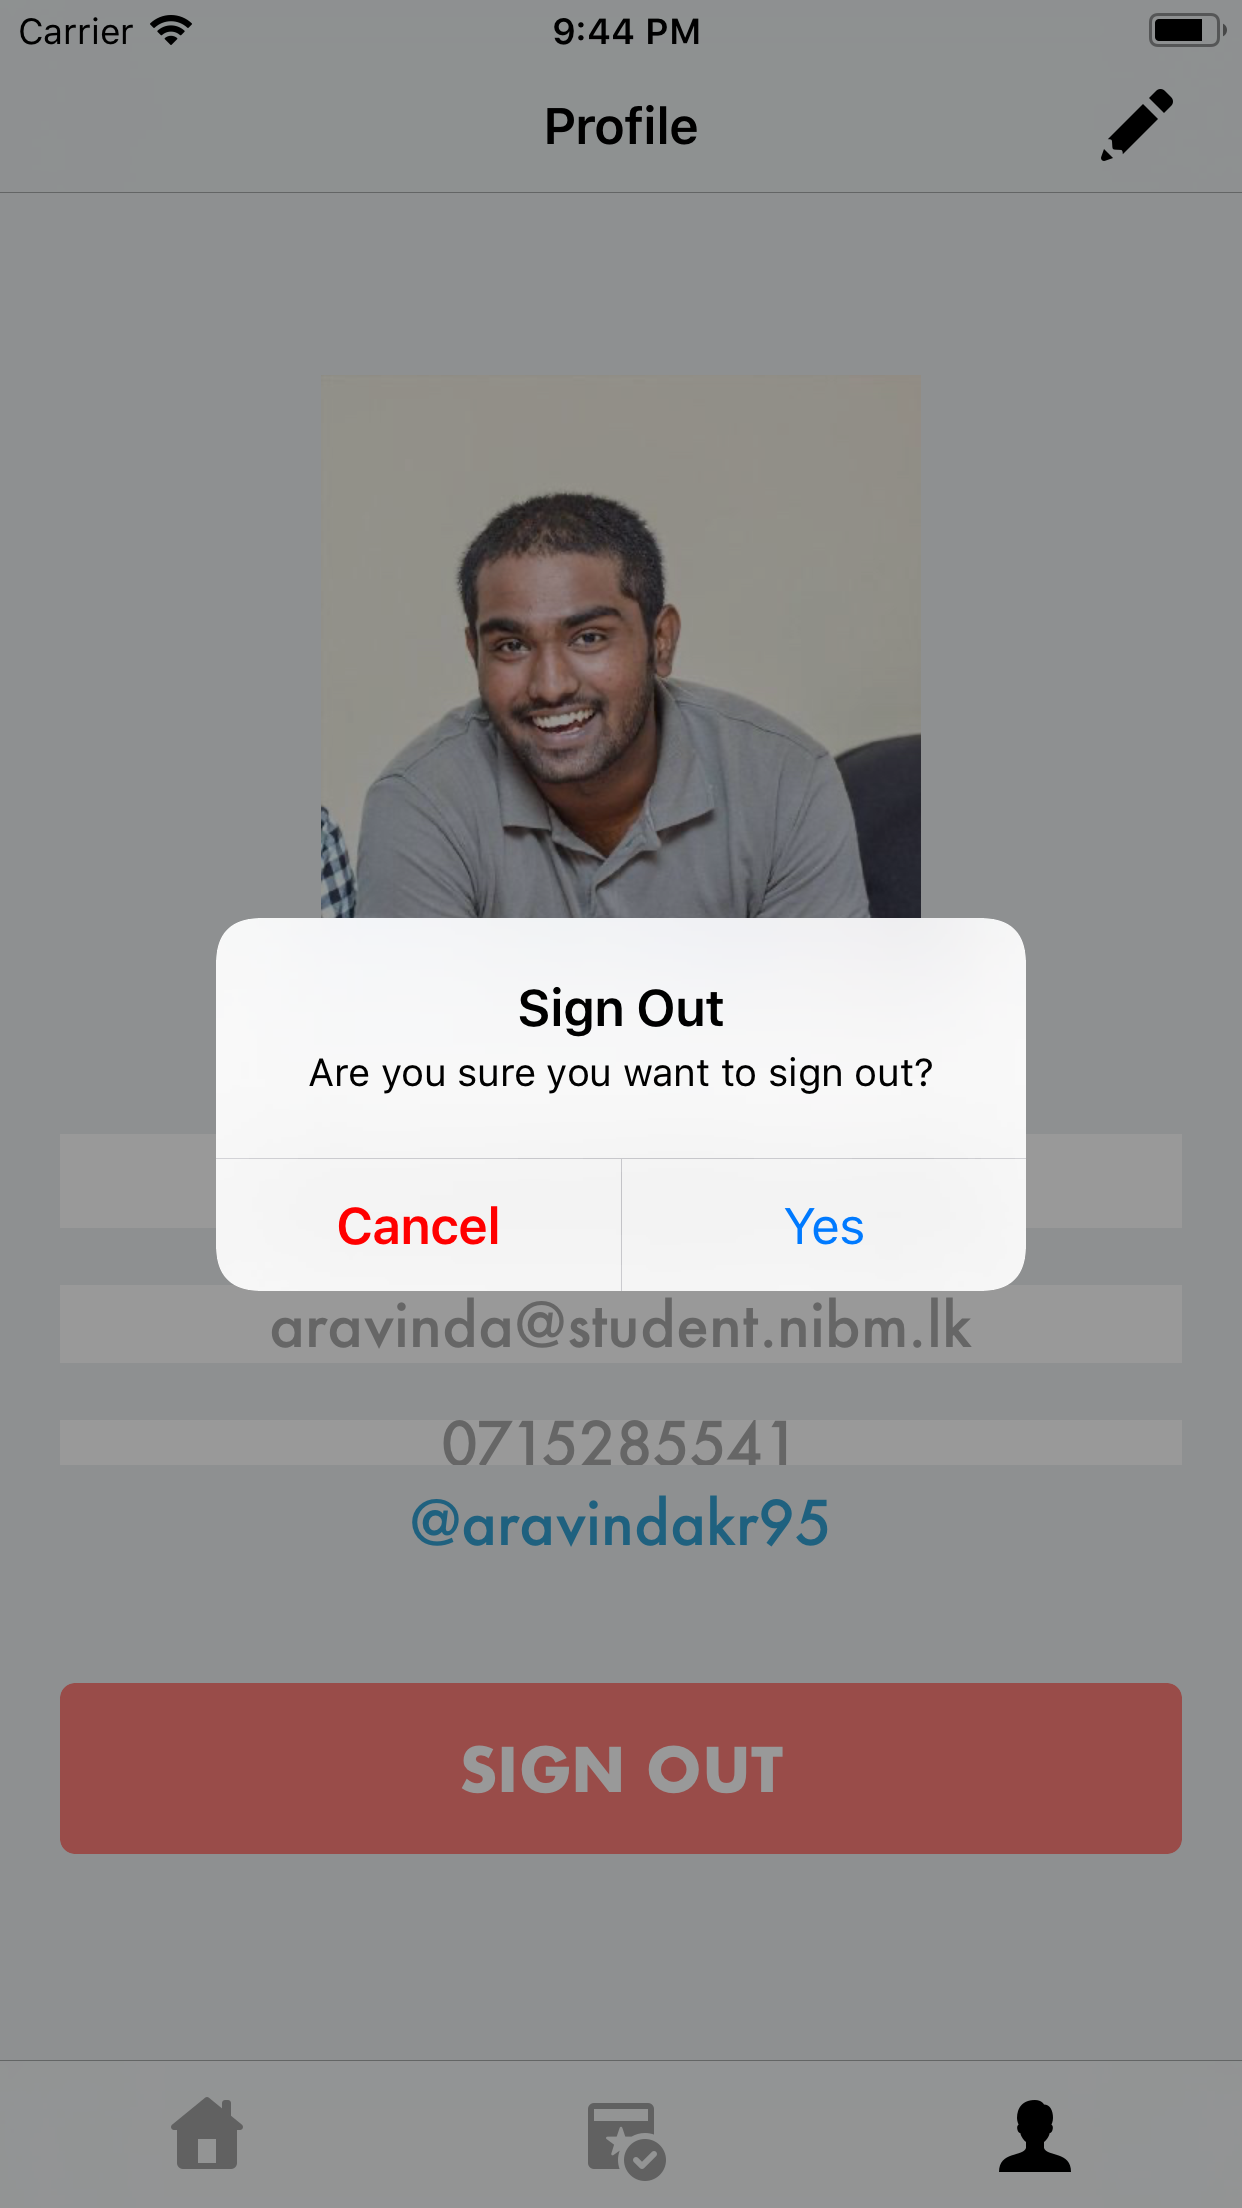 Carrier 9:44 PM
Profile
Sign Out
Are you sure you want to sign out?
Cancel Yes
aravinda@student.nibm.lk
0715285541
@aravindakr95
SIGN OUT